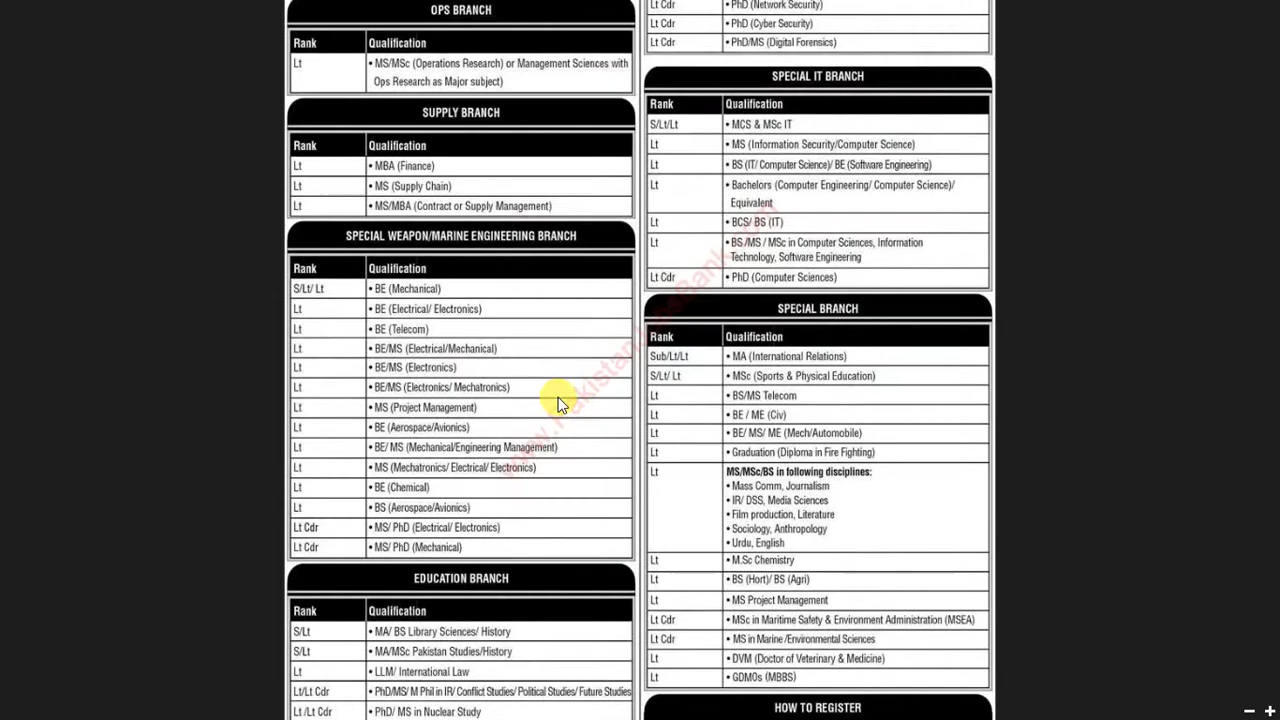 OPS BRANCH
Rank Qualification
Lt • MS/MSc (Operations Research) or Management Sciences with
Ops Research as Major subject)
SUPPLY BRANCH
Rank Qualification
Lt • MBA (Finance)
Lt • MS (Supply Chain)
Lt • MS/MBA (Contract or Supply Management)
SPECIAL WEAPON/MARINE ENGINEERING BRANCH
Rank Qualification
S/Lt/ Lt • BE (Mechanical)
Lt • BE (Electrical/ Electronics)
Lt • BE (Telecom)
Lt • BE/MS (Electrical/Mechanical)
Lt • BE/MS (Electronics)
Lt • BE/MS (Electronics/ Mechatronics)
Lt • MS (Project Management)
Lt • BE (Aerospace/Avionics)
Lt • BE/ MS (Mechanical/Engineering Management)
Lt • MS (Mechatronics/ Electrical/ Electronics)
Lt • BE (Chemical)
Lt • BS (Aerospace/Avionics)
Lt Cdr • MS/ PhD (Electrical/ Electronics)
Lt Cdr • MS/ PhD (Mechanical)
EDUCATION BRANCH
Rank Qualification
S/Lt • MA/ BS Library Sciences/ History
S/Lt • MA/MSc Pakistan Studies/History
Lt • LLM/ International Law
Lt/Lt Cdr • PhD/MS/ M Phil in IR/ Conflict Studies/ Political Studies/ Future Studies
Lt /Lt Cdr • PhD/ MS in Nuclear Study
Lt Cdr • PhD (Network Security)
Lt Cdr • PhD (Cyber Security)
Lt Cdr • PhD/MS (Digital Forensics)
SPECIAL IT BRANCH
Rank Qualification
S/Lt/Lt • MCS & MSc IT
Lt • MS (Information Security/Computer Science)
Lt • BS (IT/ Computer Science)/ BE (Software Engineering)
Lt • Bachelors (Computer Engineering/ Computer Science)/
Equivalent
Lt • BCS/ BS (IT)
Lt • BS /MS / MSc in Computer Sciences, Information
Technology, Software Engineering
Lt Cdr • PhD (Computer Sciences)
SPECIAL BRANCH
Rank Qualification
Sub/Lt/Lt • MA (International Relations)
S/Lt/ Lt • MSc (Sports & Physical Education)
Lt • BS/MS Telecom
Lt • BE / ME (Civ)
Lt • BE/ MS/ ME (Mech/Automobile)
Lt • Graduation (Diploma in Fire Fighting)
Lt MS/MSc/BS in following disciplines:
• Mass Comm, Journalism
• IR/ DSS, Media Sciences
• Film production, Literature
• Sociology, Anthropology
• Urdu, English
Lt • M.Sc Chemistry
Lt • BS (Hort)/ BS (Agri)
Lt • MS Project Management
Lt Cdr • MSc in Maritime Safety & Environment Administration (MSEA)
Lt Cdr • MS in Marine /Environmental Sciences
Lt • DVM (Doctor of Veterinary & Medicine)
Lt • GDMOs (MBBS)
HOW TO REGISTER
www.PakistanJobsBank.com